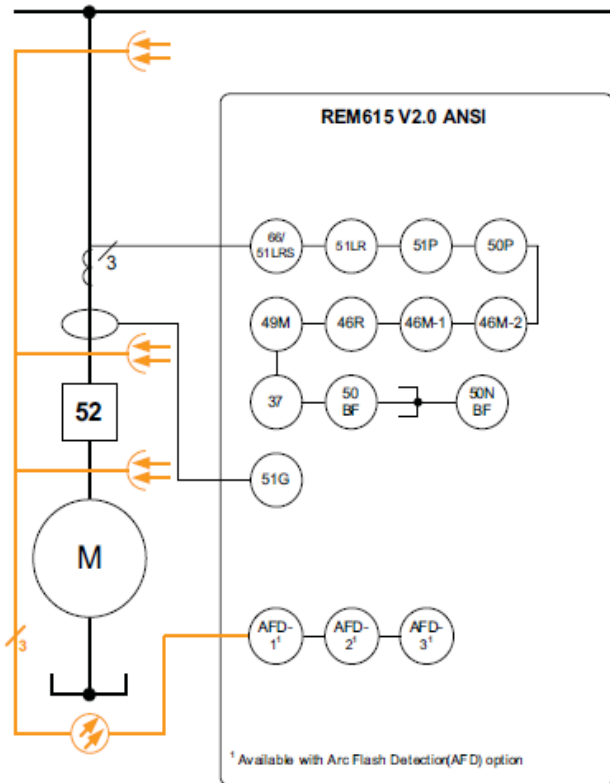 REM615 V2.0 ANSI
3
66/
51LRS
51LR
51P
50P
49M
46R
46M-1
46M-2
37
50
BF
50N
BF
52
51G
M
3
AFD-
1¹
AFD-
2¹
AFD-
3¹
¹ Available with Arc Flash Detection(AFD) option